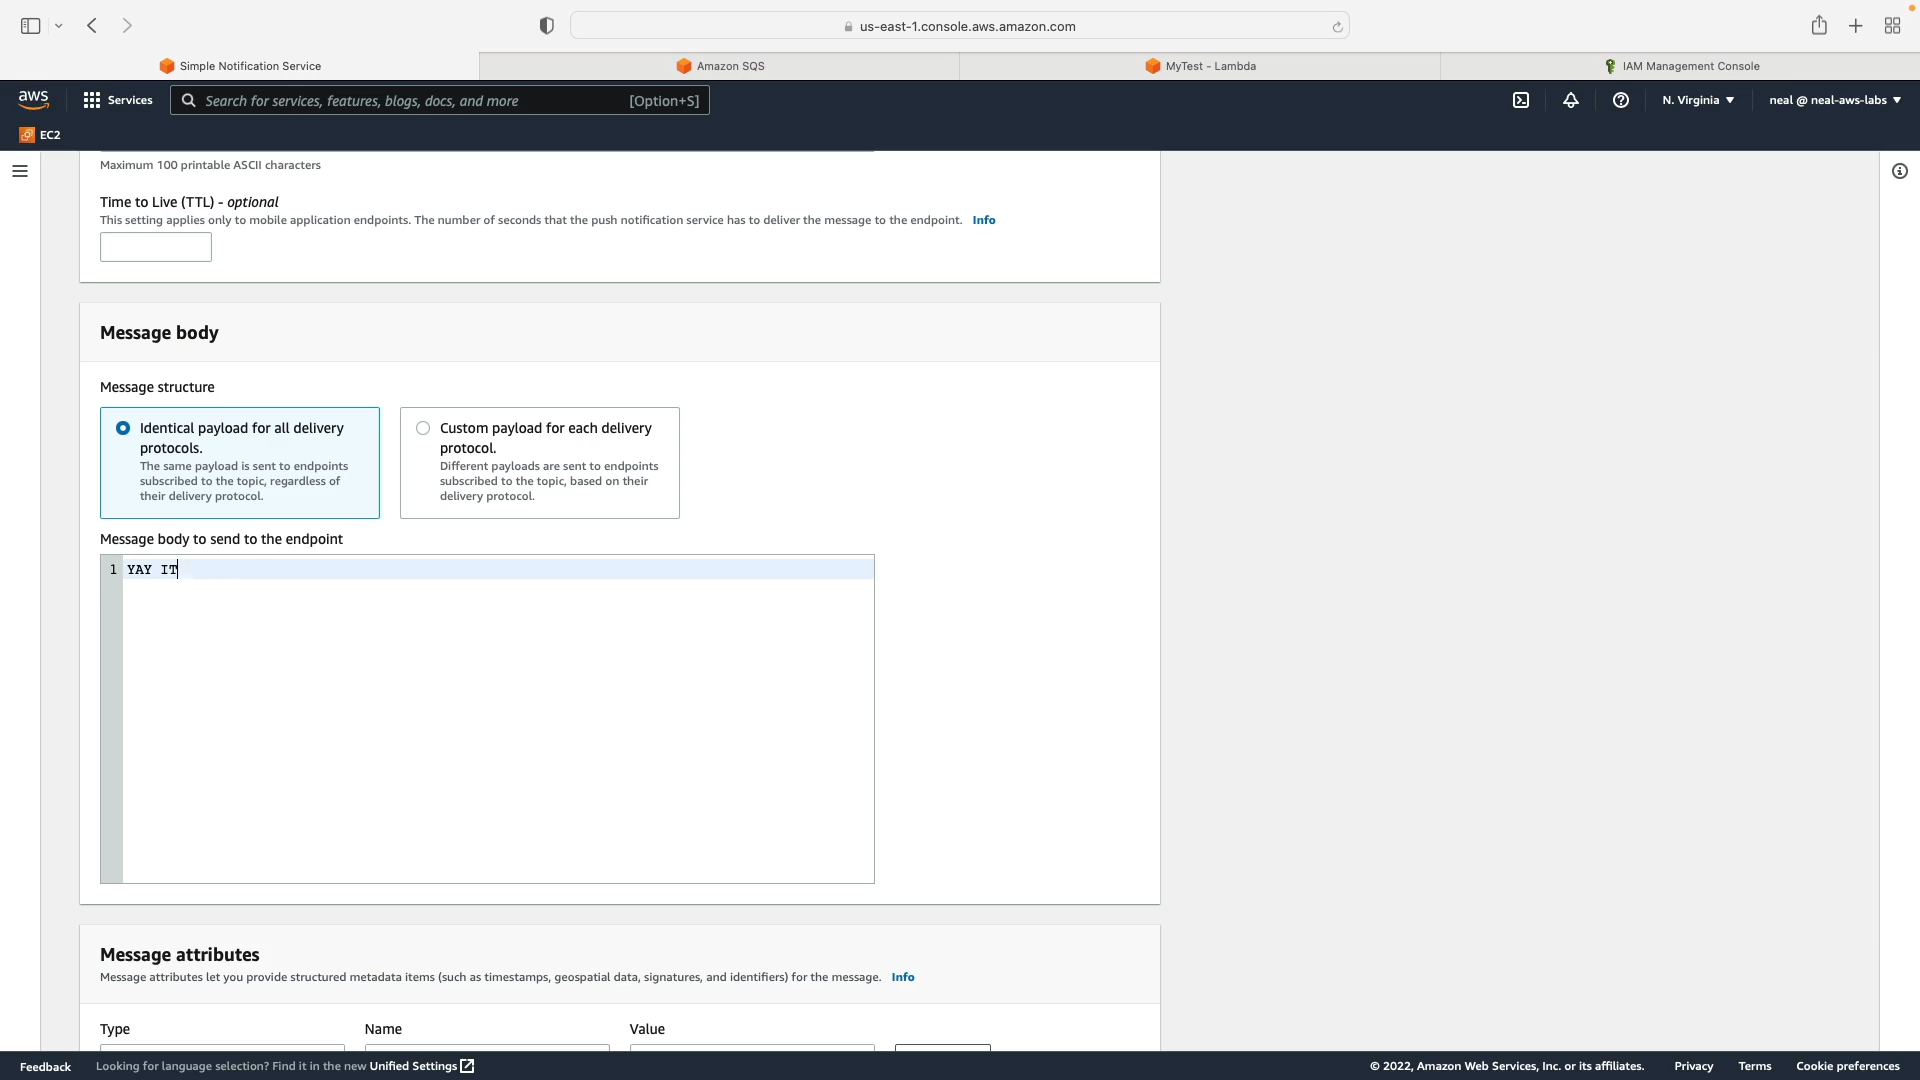 us-east-1.console.aws.amazon.com
Simple Notification Service
Amazon SQS
MyTest - Lambda
IAM Management Console
aws
Services
Search for services, features, blogs, docs, and more
[Option+S]
N. Virginia
neal @ neal-aws-labs
EC2
Maximum 100 printable ASCII characters
Time to Live (TTL) - optional
This setting applies only to mobile application endpoints. The number of seconds that the push notification service has to deliver the message to the endpoint. Info
Message body
Message structure
Identical payload for all delivery
protocols.
The same payload is sent to endpoints
subscribed to the topic, regardless of
their delivery protocol.
Custom payload for each delivery
protocol.
Different payloads are sent to endpoints
subscribed to the topic, based on their
delivery protocol.
Message body to send to the endpoint
1 YAY IT
Message attributes
Message attributes let you provide structured metadata items (such as timestamps, geospatial data, signatures, and identifiers) for the message. Info
Type
Name
Value
Feedback
Looking for language selection? Find it in the new Unified Settings
© 2022, Amazon Web Services, Inc. or its affiliates.
Privacy
Terms
Cookie preferences